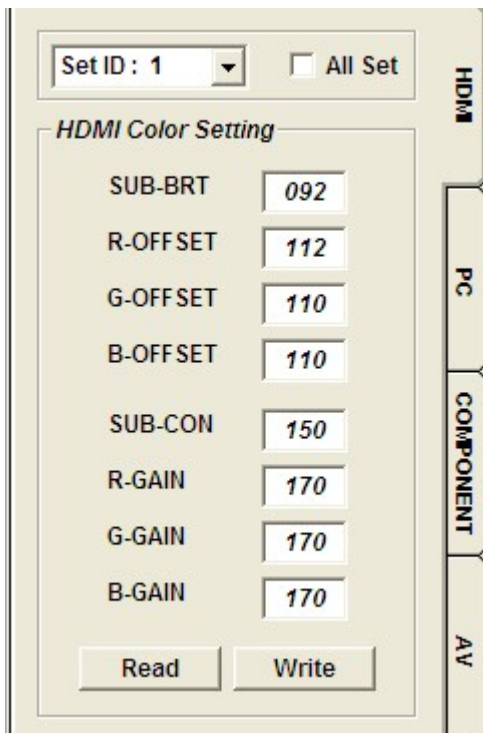 Set ID : 1 All Set
HDMI Color Setting
SUB-BRT 092
R-OFFSET 112
G-OFFSET 110
B-OFFSET 110
SUB-CON 150
R-GAIN 170
G-GAIN 170
B-GAIN 170
Read Write
HDMI
PC
COMPONENT
AV